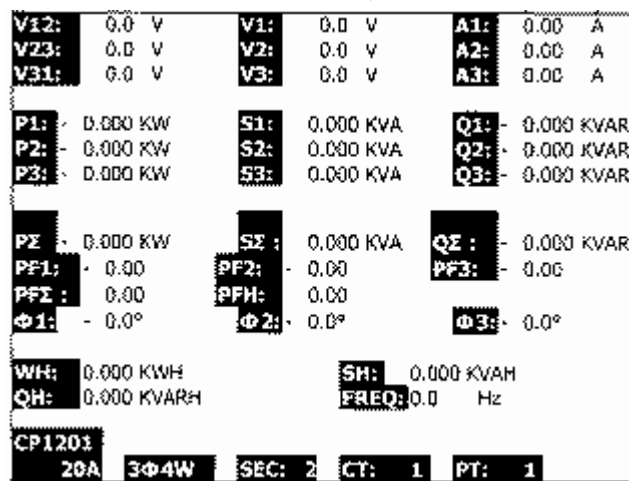 V12: 0.0 V V1: 0.0 V A1: 0.00 A
V23: 0.0 V V2: 0.0 V A2: 0.00 A
V31: 0.0 V V3: 0.0 V A3: 0.00 A
P1: - 0.000 KW S1: 0.000 KVA Q1: - 0.000 KVAR
P2: - 0.000 KW S2: 0.000 KVA Q2: - 0.000 KVAR
P3: - 0.000 KW S3: 0.000 KVA Q3: - 0.000 KVAR
PΣ - 0.000 KW SΣ : 0.000 KVA QΣ : - 0.000 KVAR
PF1: - 0.00 PF2: - 0.00 PF3: - 0.00
PFΣ : 0.00 PFH: 0.00
Φ1: - 0.0° Φ2: - 0.0° Φ3: - 0.0°
WH: 0.000 KWH SH: 0.000 KVAH
QH: 0.000 KVARH FREQ: 0.0 Hz
CP1201
20A 3Φ4W SEC: 2 CT: 1 PT: 1